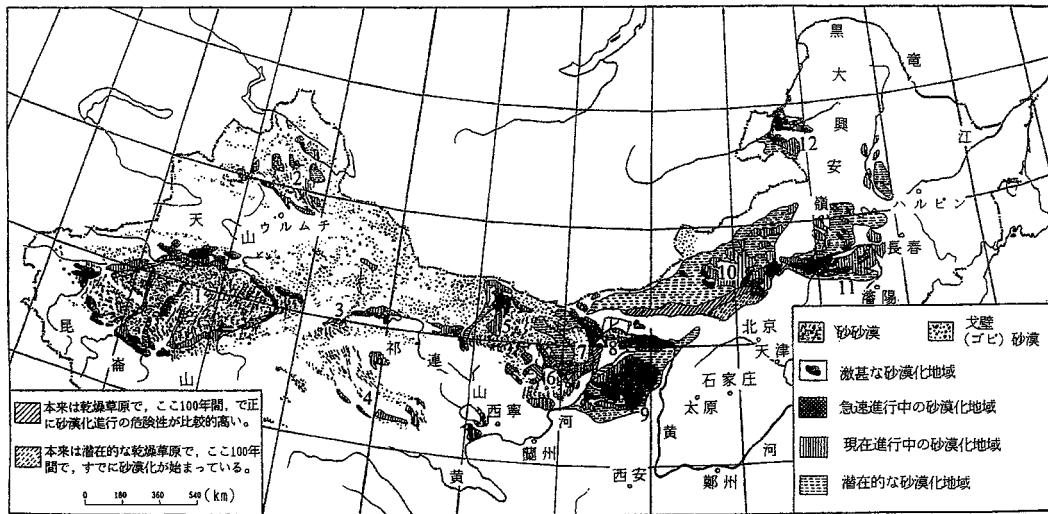 黒
竜
大
興
江
12
安
2
嶺
ハルピン
天
ウルムチ
山
長春
10
11
瀋陽
1
3
5
7
8
北京
昆
祁
連
天津
崙
4
6
石家庄
山
山
西寧
太原
9
河
黄
蘭州
黄
河
西安
鄭州
本来は乾燥草原で,ここ100年間,で正
に砂漠化進行の危険性が比較的高い。
本来は潜在的な乾燥草原で,ここ100年
間で,すでに砂漠化が始まっている。
0 180 360 540 (km)
砂砂漠
戈壁
(ゴビ)砂漠
激甚な砂漠化地域
急速進行中の砂漠化地域
現在進行中の砂漠化地域
潜在的な砂漠化地域